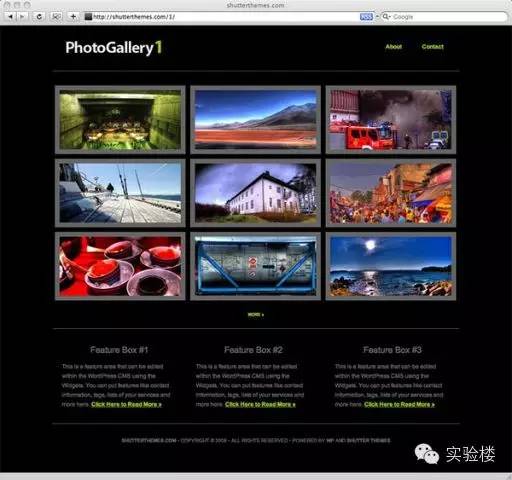 shutterthemes.com
http://shutterthemes.com/1/
RSS
Google
PhotoGallery1
About
Contact
MORE »
Feature Box #1
Feature Box #2
Feature Box #3
This is a feature area that can be edited
within the WordPress CMS using the
Widgets. You can put features like contact
information, tags, lists of your services and
more here. Click Here to Read More »
This is a feature area that can be edited
within the WordPress CMS using the
Widgets. You can put features like contact
information, tags, lists of your services and
more here. Click Here to Read More »
This is a feature area that can be edited
within the WordPress CMS using the
Widgets. You can put features like contact
information, tags, lists of your services and
more here. Click Here to Read More »
SHUTTERTHEMES.COM • COPYRIGHT © 2009 • ALL RIGHTS RESERVED • POWERED BY WP AND SHUTTER THEMES
实验楼